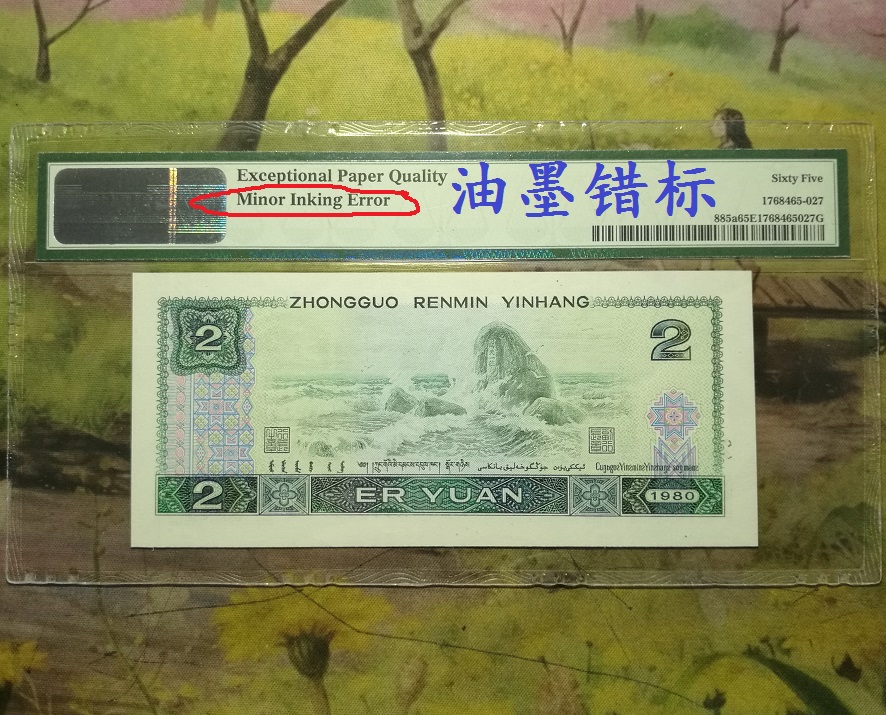 Exceptional Paper Quality
Minor Inking Error
油墨错标
Sixty Five
1768465-027
885a65E1768465027G
ZHONGGUO RENMIN YINHANG
2
2
2
ER YUAN
1980